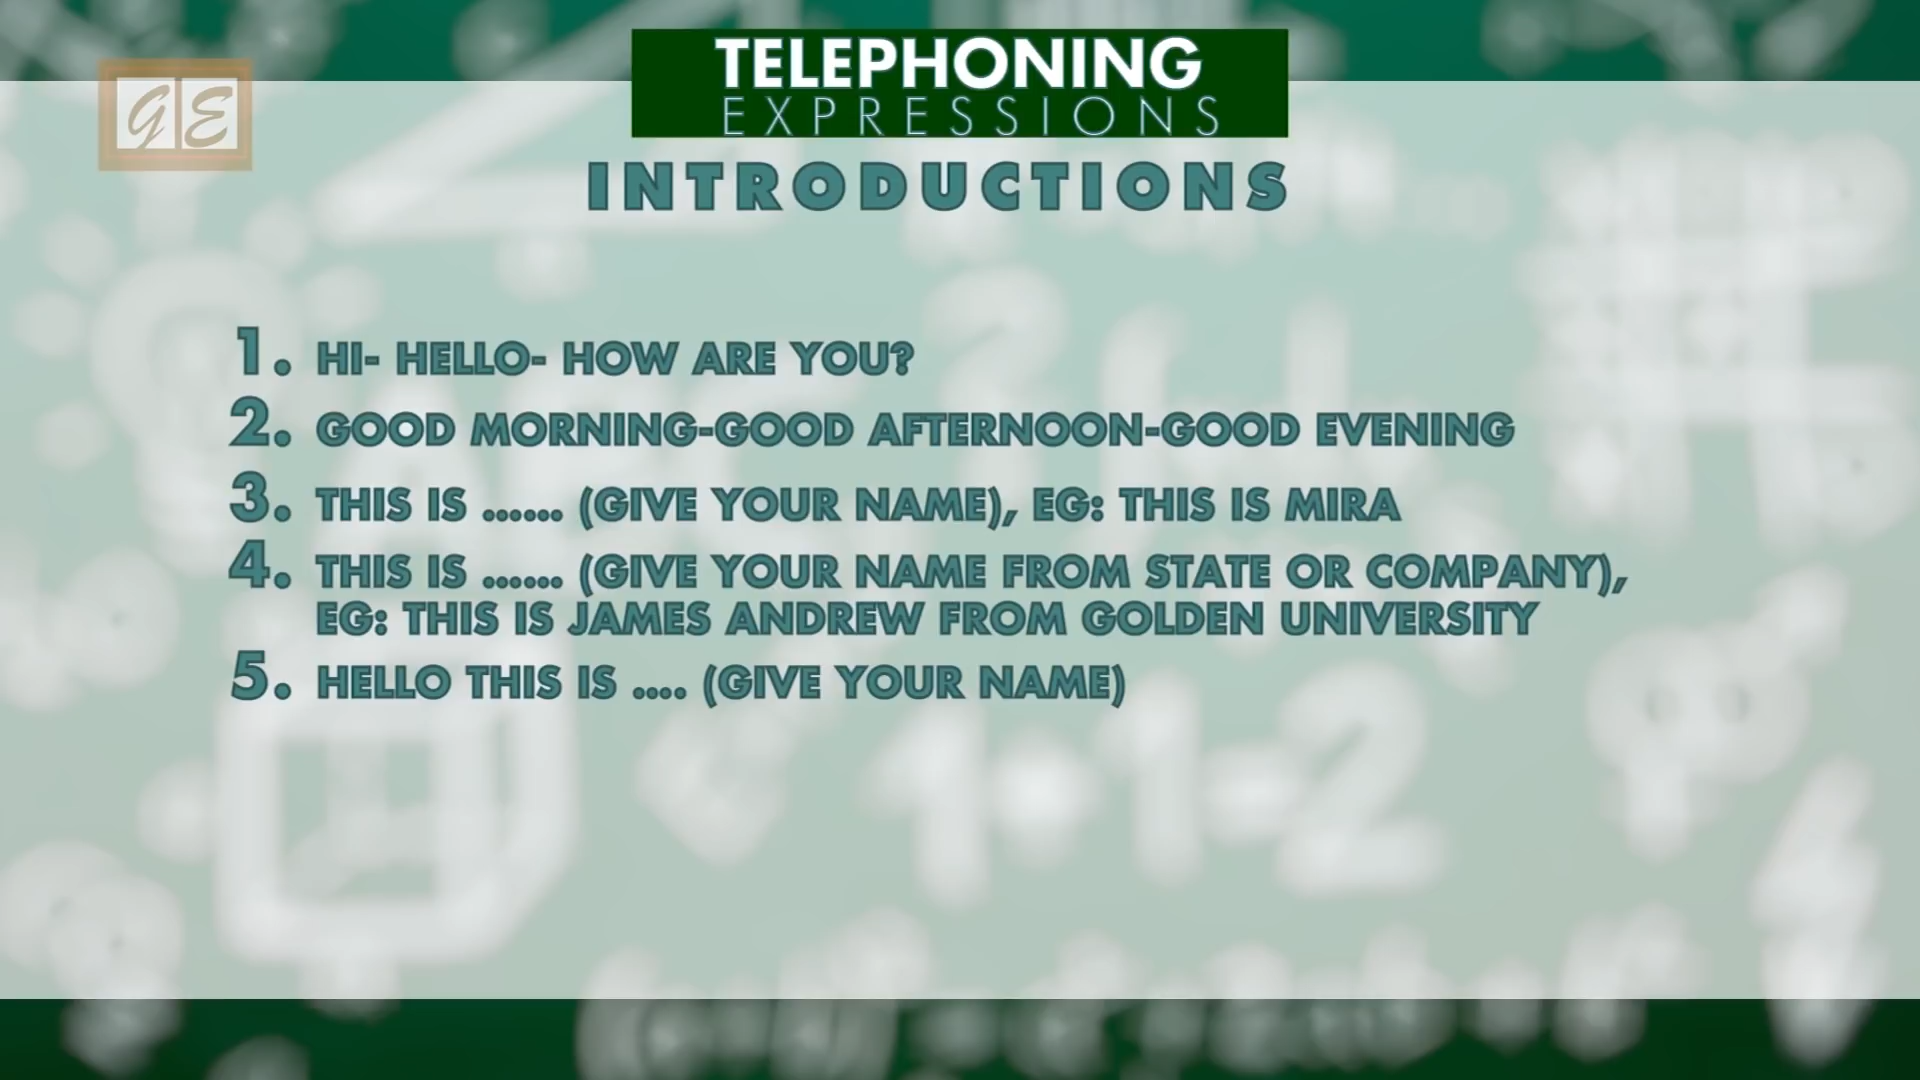 TELEPHONING
EXPRESSIONS
GE
INTRODUCTIONS
1. HI- HELLO- HOW ARE YOU?
2. GOOD MORNING-GOOD AFTERNOON-GOOD EVENING
3. THIS IS ...... (GIVE YOUR NAME), EG: THIS IS MIRA
4. THIS IS ...... (GIVE YOUR NAME FROM STATE OR COMPANY),
EG: THIS IS JAMES ANDREW FROM GOLDEN UNIVERSITY
5. HELLO THIS IS .... (GIVE YOUR NAME)